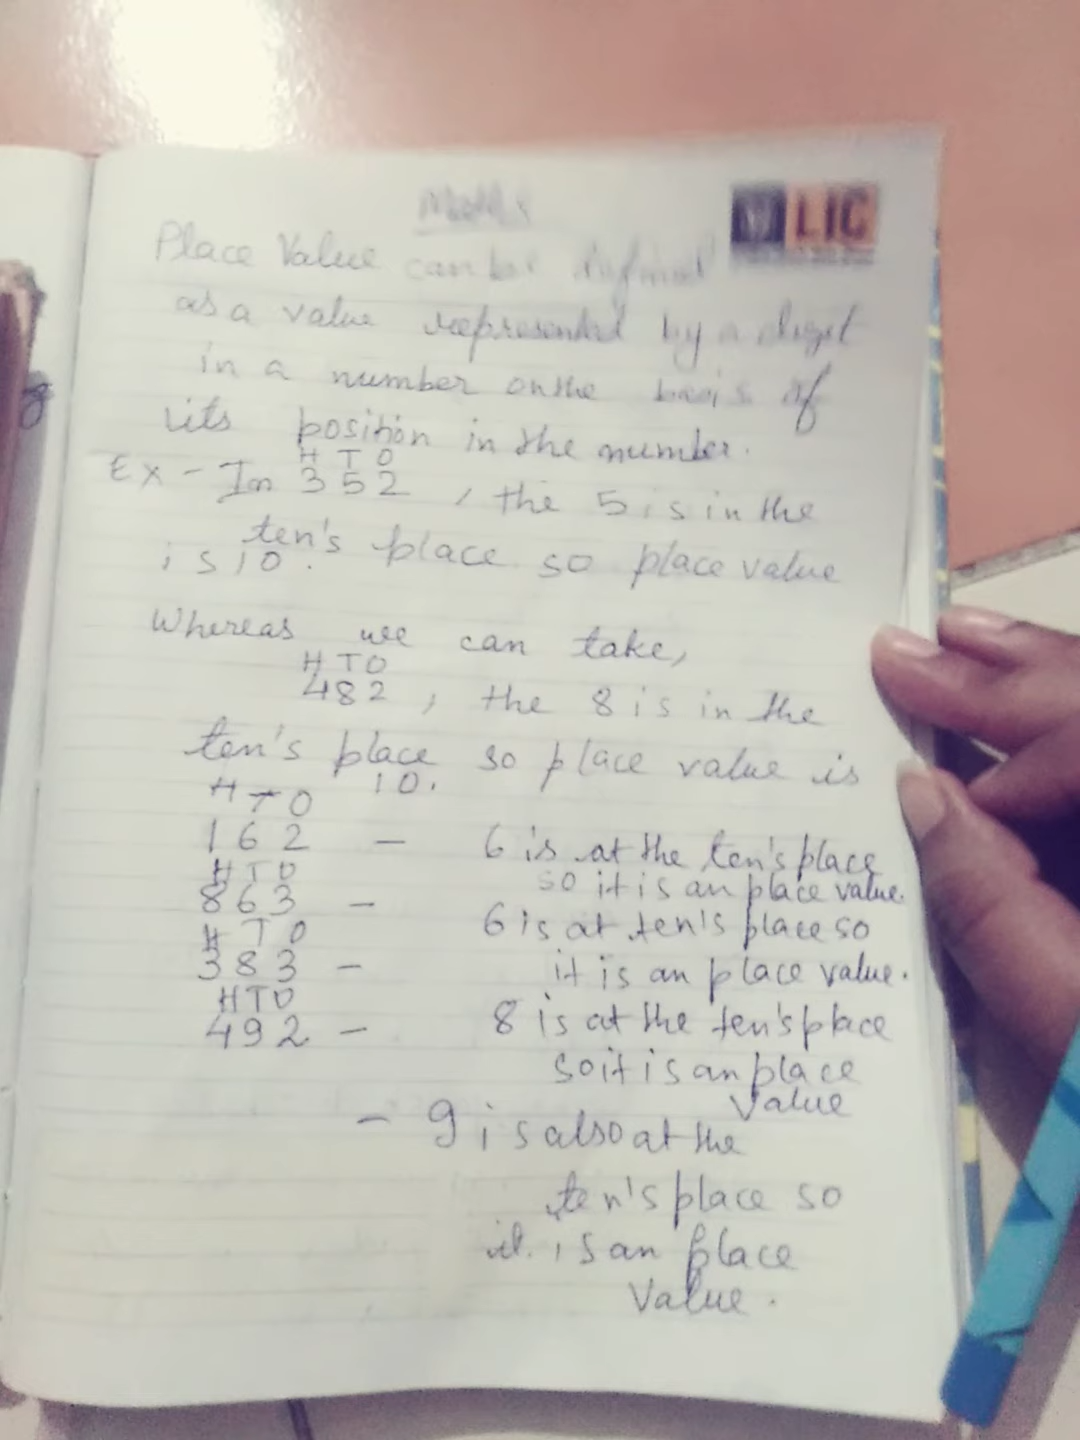 Maths
LIC
Place Value can be defined
as a value represented by a digit
in a number on the basis of
its position in the number.
H T O
Ex - In 352, the 5 is in the
ten's place so place value
is 10.
Whereas we can take,
H T O
482, the 8 is in the
ten's place so place value is
10.
H T O
162 - 6 is at the ten's place
so it is an place value.
H T O
863 - 6 is at ten's place so
H T O
383 - it is an place value.
H T O
492 - 8 is at the ten's place
so it is an place
value
- 9 is also at the
ten's place so
it is an place
value.